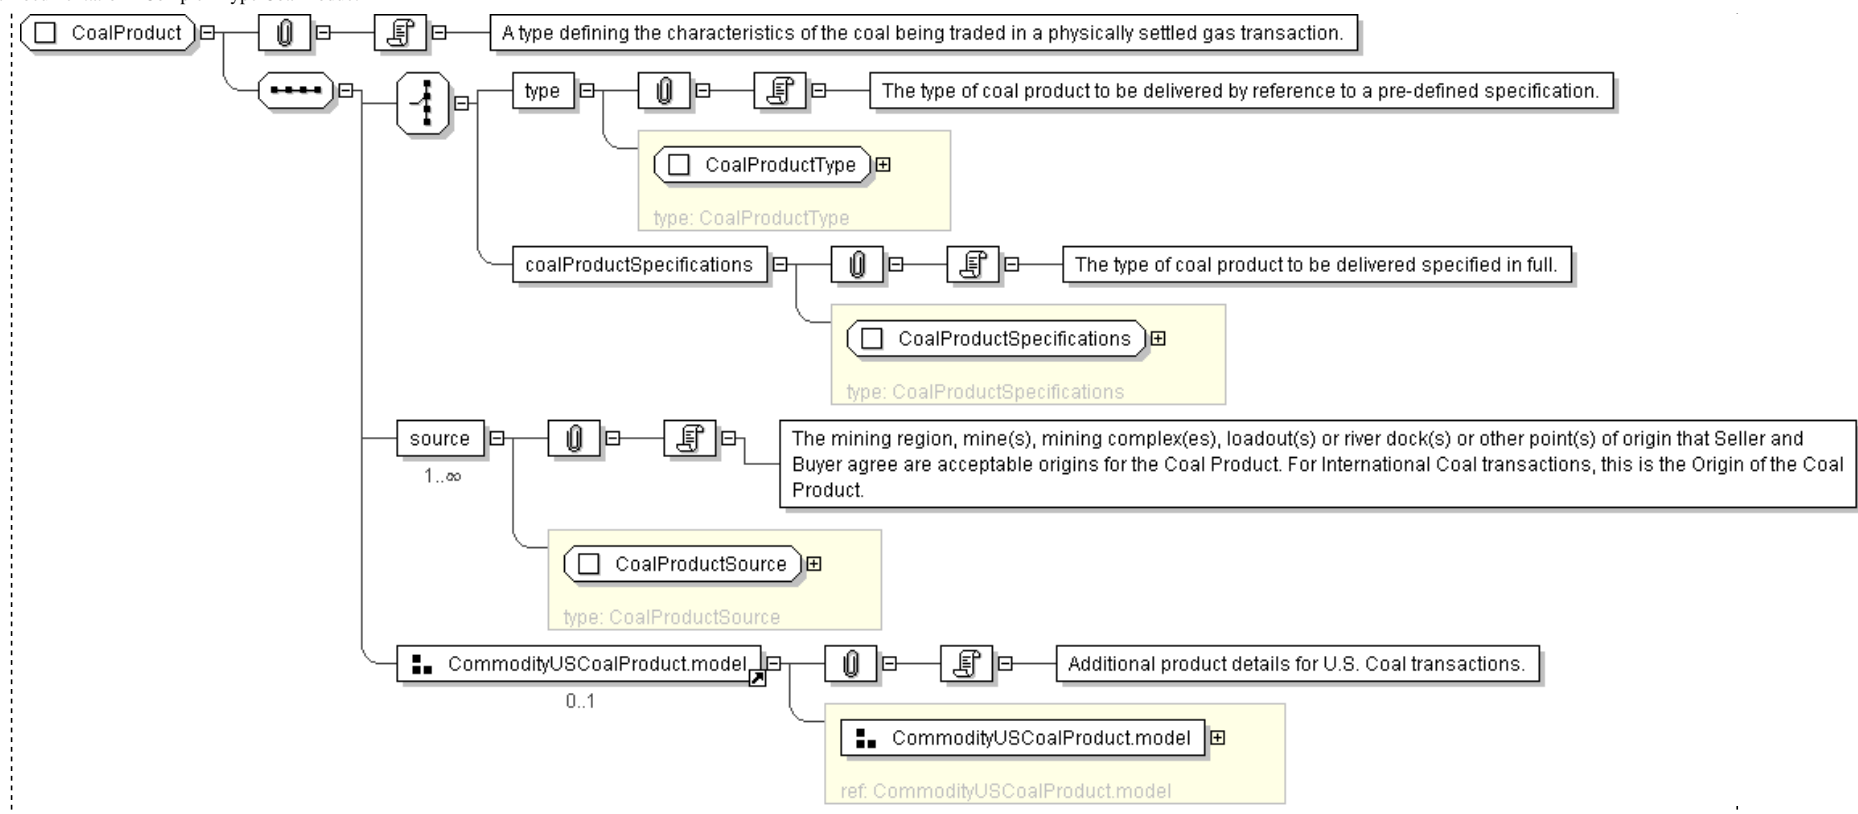 CoalProduct
A type defining the characteristics of the coal being traded in a physically settled gas transaction.
type
The type of coal product to be delivered by reference to a pre-defined specification.
CoalProductType
type: CoalProductType
coalProductSpecifications
The type of coal product to be delivered specified in full.
CoalProductSpecifications
type: CoalProductSpecifications
source
1..∞
The mining region, mine(s), mining complex(es), loadout(s) or river dock(s) or other point(s) of origin that Seller and
Buyer agree are acceptable origins for the Coal Product. For International Coal transactions, this is the Origin of the Coal
Product.
CoalProductSource
type: CoalProductSource
CommodityUSCoalProduct.model
0..1
Additional product details for U.S. Coal transactions.
CommodityUSCoalProduct.model
ref: CommodityUSCoalProduct.model